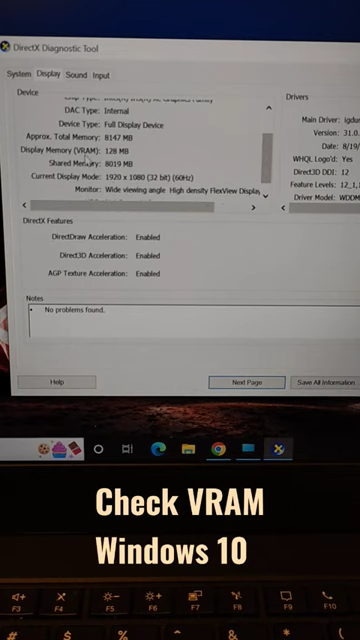 DirectX Diagnostic Tool
System Display Sound Input
Device
Drivers
DAC Type: Internal
Device Type: Full Display Device
Approx. Total Memory: 8147 MB
Display Memory (VRAM): 128 MB
Shared Memory: 8019 MB
Current Display Mode: 1920 x 1080 (32 bit) (60Hz)
Monitor: Wide viewing angle High density FlexView Display
Main Driver: igdum
Version: 31.0.
Date: 8/19/
WHQL Logo'd: Yes
Direct3D DDI: 12
Feature Levels: 12_1,
Driver Model: WDDM
DirectX Features
DirectDraw Acceleration: Enabled
Direct3D Acceleration: Enabled
AGP Texture Acceleration: Enabled
Notes
• No problems found.
Help
Next Page
Save All Information
Check VRAM
Windows 10
F3 F4 F5 F6 F7 F8 F9 F10
# $ % & *